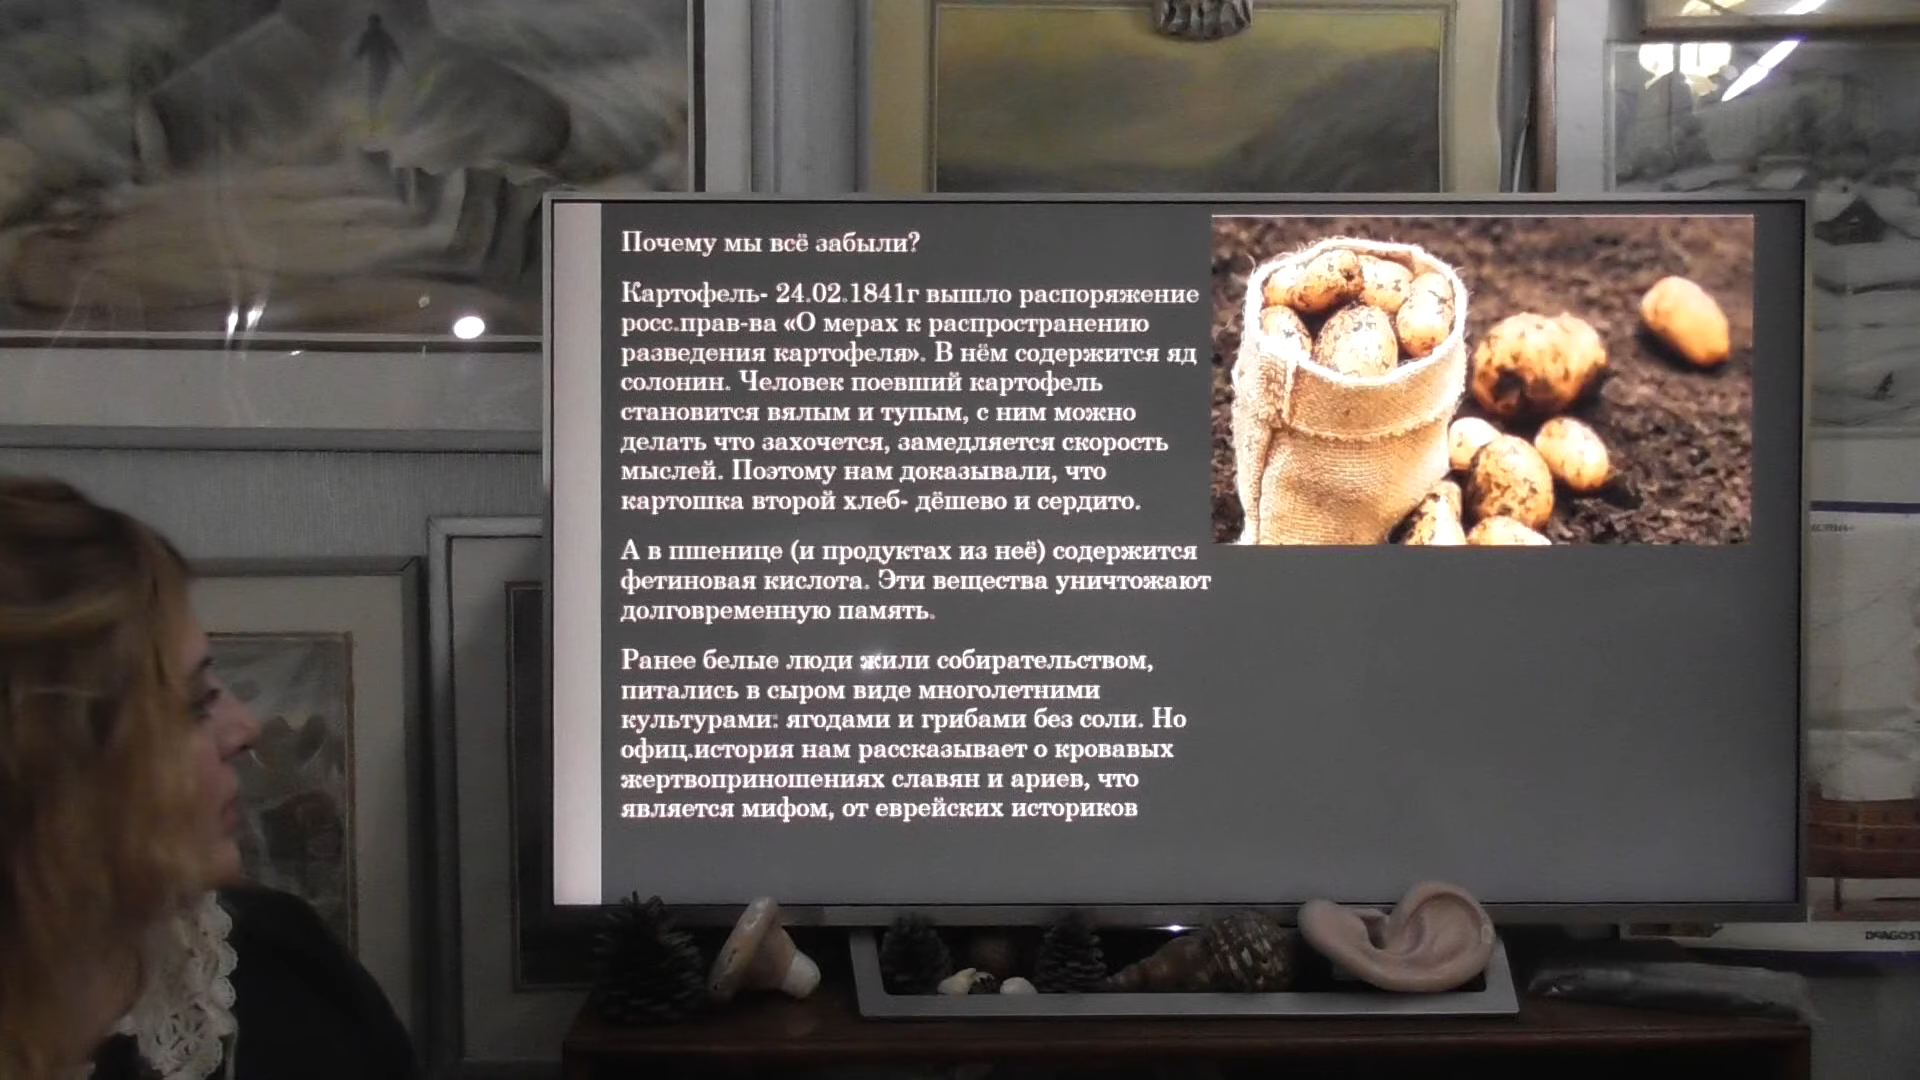 Почему мы всё забыли?
Картофель- 24.02.1841г вышло распоряжение
росс.прав-ва «О мерах к распространению
разведения картофеля». В нём содержится яд
солонин. Человек поевший картофель
становится вялым и тупым, с ним можно
делать что захочется, замедляется скорость
мыслей. Поэтому нам доказывали, что
картошка второй хлеб- дёшево и сердито.
А в пшенице (и продуктах из неё) содержится
фетиновая кислота. Эти вещества уничтожают
долговременную память.
Ранее белые люди жили собирательством,
питались в сыром виде многолетними
культурами: ягодами и грибами без соли. Но
офиц.история нам рассказывает о кровавых
жертвоприношениях славян и ариев, что
является мифом, от еврейских историков